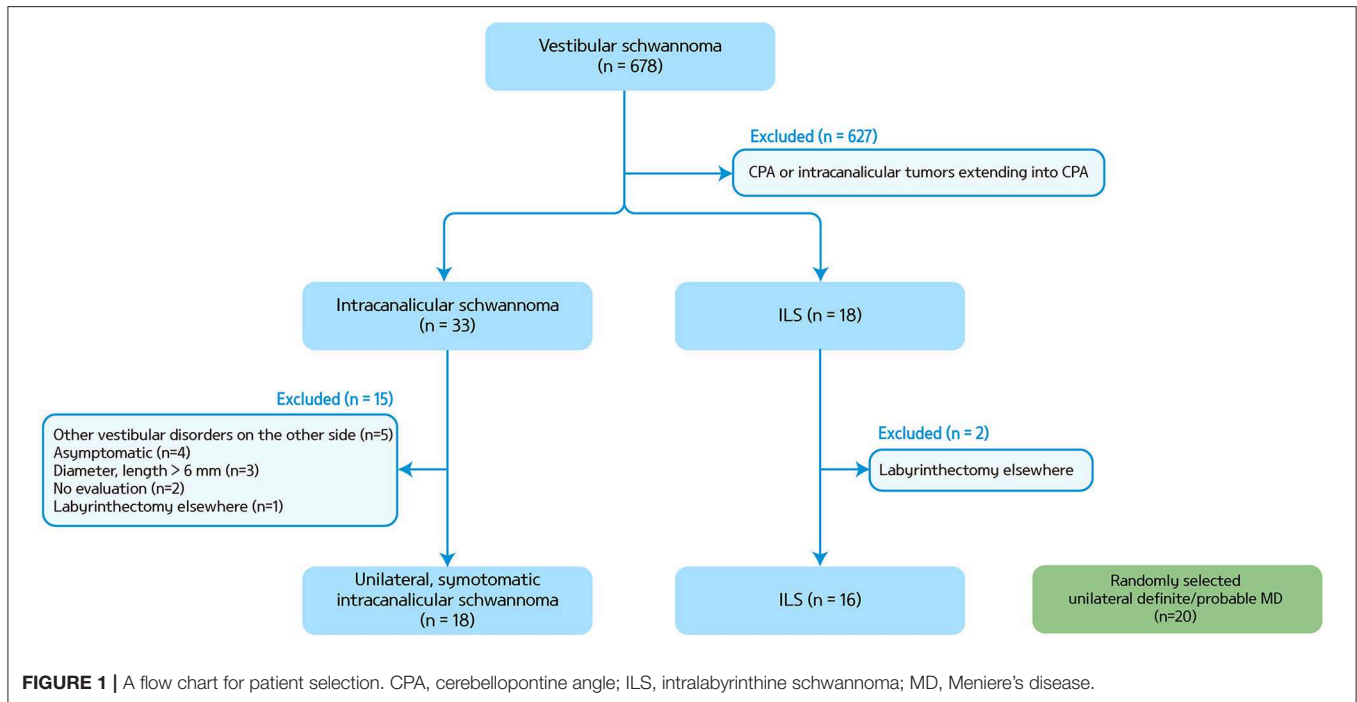 Vestibular schwannoma
(n = 678)
Excluded (n = 627)
CPA or intracanalicular tumors extending into CPA
Intracanalicular schwannoma
(n = 33)
ILS (n = 18)
Excluded (n = 15)
Other vestibular disorders on the other side (n=5)
Asymptomatic (n=4)
Diameter, length > 6 mm (n=3)
No evaluation (n=2)
Labyrinthectomy elsewhere (n=1)
Excluded (n = 2)
Labyrinthectomy elsewhere
Unilateral, symotomatic
intracanalicular schwannoma
(n = 18)
ILS (n = 16)
Randomly selected
unilateral definite/probable MD
(n=20)
FIGURE 1 | A flow chart for patient selection. CPA, cerebellopontine angle; ILS, intralabyrinthine schwannoma; MD, Meniere's disease.